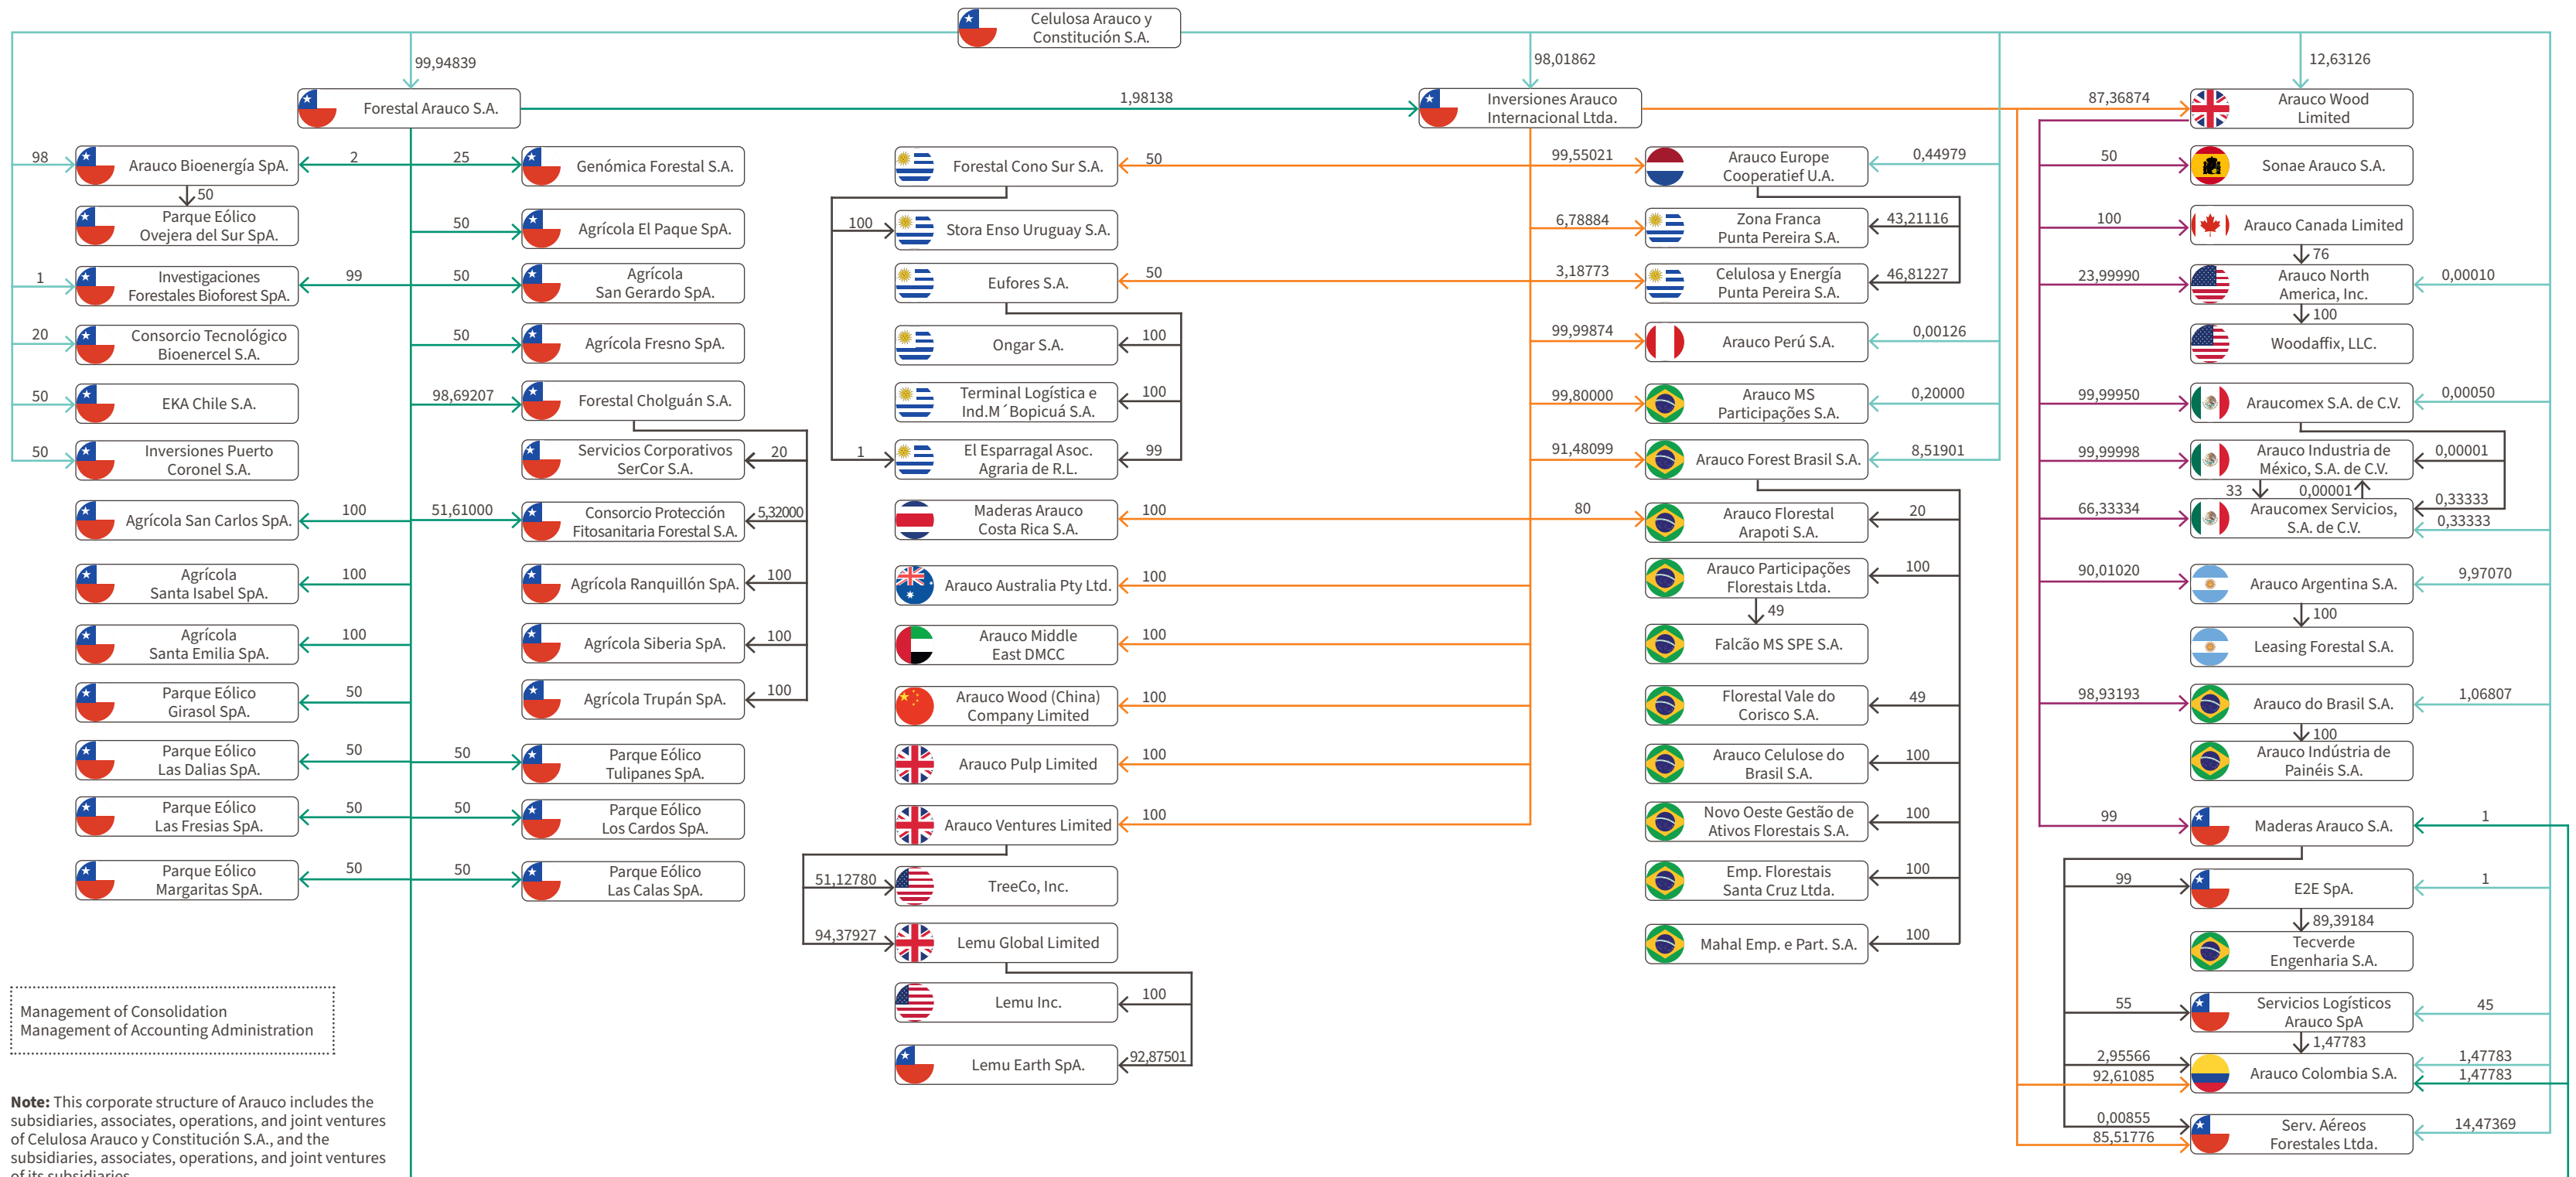 Celulosa Arauco y
Constitución S.A.
99,94839
98,01862
12,63126
Forestal Arauco S.A.
1,98138
Inversiones Arauco
Internacional Ltda.
87,36874
Arauco Wood
Limited
98
Arauco Bioenergía SpA.
2
25
Genómica Forestal S.A.
50
Parque Eólico
Ovejera del Sur SpA.
50
Agrícola El Paque SpA.
1
Investigaciones
Forestales Bioforest SpA.
99
50
Agrícola
San Gerardo SpA.
20
Consorcio Tecnológico
Bioenercel S.A.
50
Agrícola Fresno SpA.
50
EKA Chile S.A.
98,69207
Forestal Cholguán S.A.
50
Inversiones Puerto
Coronel S.A.
Servicios Corporativos
SerCor S.A.
20
Agrícola San Carlos SpA.
100
51,61000
Consorcio Protección
Fitosanitaria Forestal S.A.
5,32000
Agrícola
Santa Isabel SpA.
100
Agrícola Ranquillón SpA.
100
Agrícola
Santa Emilia SpA.
100
Agrícola Siberia SpA.
100
Parque Eólico
Girasol SpA.
50
Agrícola Trupán SpA.
100
Parque Eólico
Las Dalias SpA.
50
50
Parque Eólico
Tulipanes SpA.
Parque Eólico
Las Fresias SpA.
50
50
Parque Eólico
Los Cardos SpA.
Parque Eólico
Margaritas SpA.
50
50
Parque Eólico
Las Calas SpA.
Forestal Cono Sur S.A.
50
100
Stora Enso Uruguay S.A.
Eufores S.A.
50
Ongar S.A.
100
Terminal Logística e
Ind.M´Bopicuá S.A.
100
1
El Esparragal Asoc.
Agraria de R.L.
99
Maderas Arauco
Costa Rica S.A.
100
Arauco Australia Pty Ltd.
100
Arauco Middle
East DMCC
100
Arauco Wood (China)
Company Limited
100
Arauco Pulp Limited
100
Arauco Ventures Limited
100
51,12780
TreeCo, Inc.
94,37927
Lemu Global Limited
Lemu Inc.
100
Lemu Earth SpA.
92,87501
99,55021
Arauco Europe
Cooperatief U.A.
0,44979
6,78884
Zona Franca
Punta Pereira S.A.
43,21116
3,18773
Celulosa y Energía
Punta Pereira S.A.
46,81227
99,99874
Arauco Perú S.A.
0,00126
99,80000
Arauco MS
Participações S.A.
0,20000
91,48099
Arauco Forest Brasil S.A.
8,51901
80
Arauco Florestal
Arapoti S.A.
20
Arauco Participações
Florestais Ltda.
100
49
Falcão MS SPE S.A.
Florestal Vale do
Corisco S.A.
49
Arauco Celulose do
Brasil S.A.
100
Novo Oeste Gestão de
Ativos Florestais S.A.
100
Emp. Florestais
Santa Cruz Ltda.
100
Mahal Emp. e Part. S.A.
100
50
Sonae Arauco S.A.
100
Arauco Canada Limited
76
23,99990
Arauco North
America, Inc.
0,00010
100
Woodaffix, LLC.
99,99950
Araucomex S.A. de C.V.
0,00050
99,99998
Arauco Industria de
México, S.A. de C.V.
0,00001
33
0,00001
66,33334
Araucomex Servicios,
S.A. de C.V.
0,33333
0,33333
90,01020
Arauco Argentina S.A.
9,97070
100
Leasing Forestal S.A.
98,93193
Arauco do Brasil S.A.
1,06807
100
Arauco Indústria de
Painéis S.A.
99
Maderas Arauco S.A.
1
99
E2E SpA.
1
89,39184
Tecverde
Engenharia S.A.
55
Servicios Logísticos
Arauco SpA
45
1,47783
2,95566
92,61085
Arauco Colombia S.A.
1,47783
1,47783
0,00855
85,51776
Serv. Aéreos
Forestales Ltda.
14,47369
Management of Consolidation
Management of Accounting Administration
Note: This corporate structure of Arauco includes the
subsidiaries, associates, operations, and joint ventures
of Celulosa Arauco y Constitución S.A., and the
subsidiaries, associates, operations, and joint ventures
of its subsidiaries